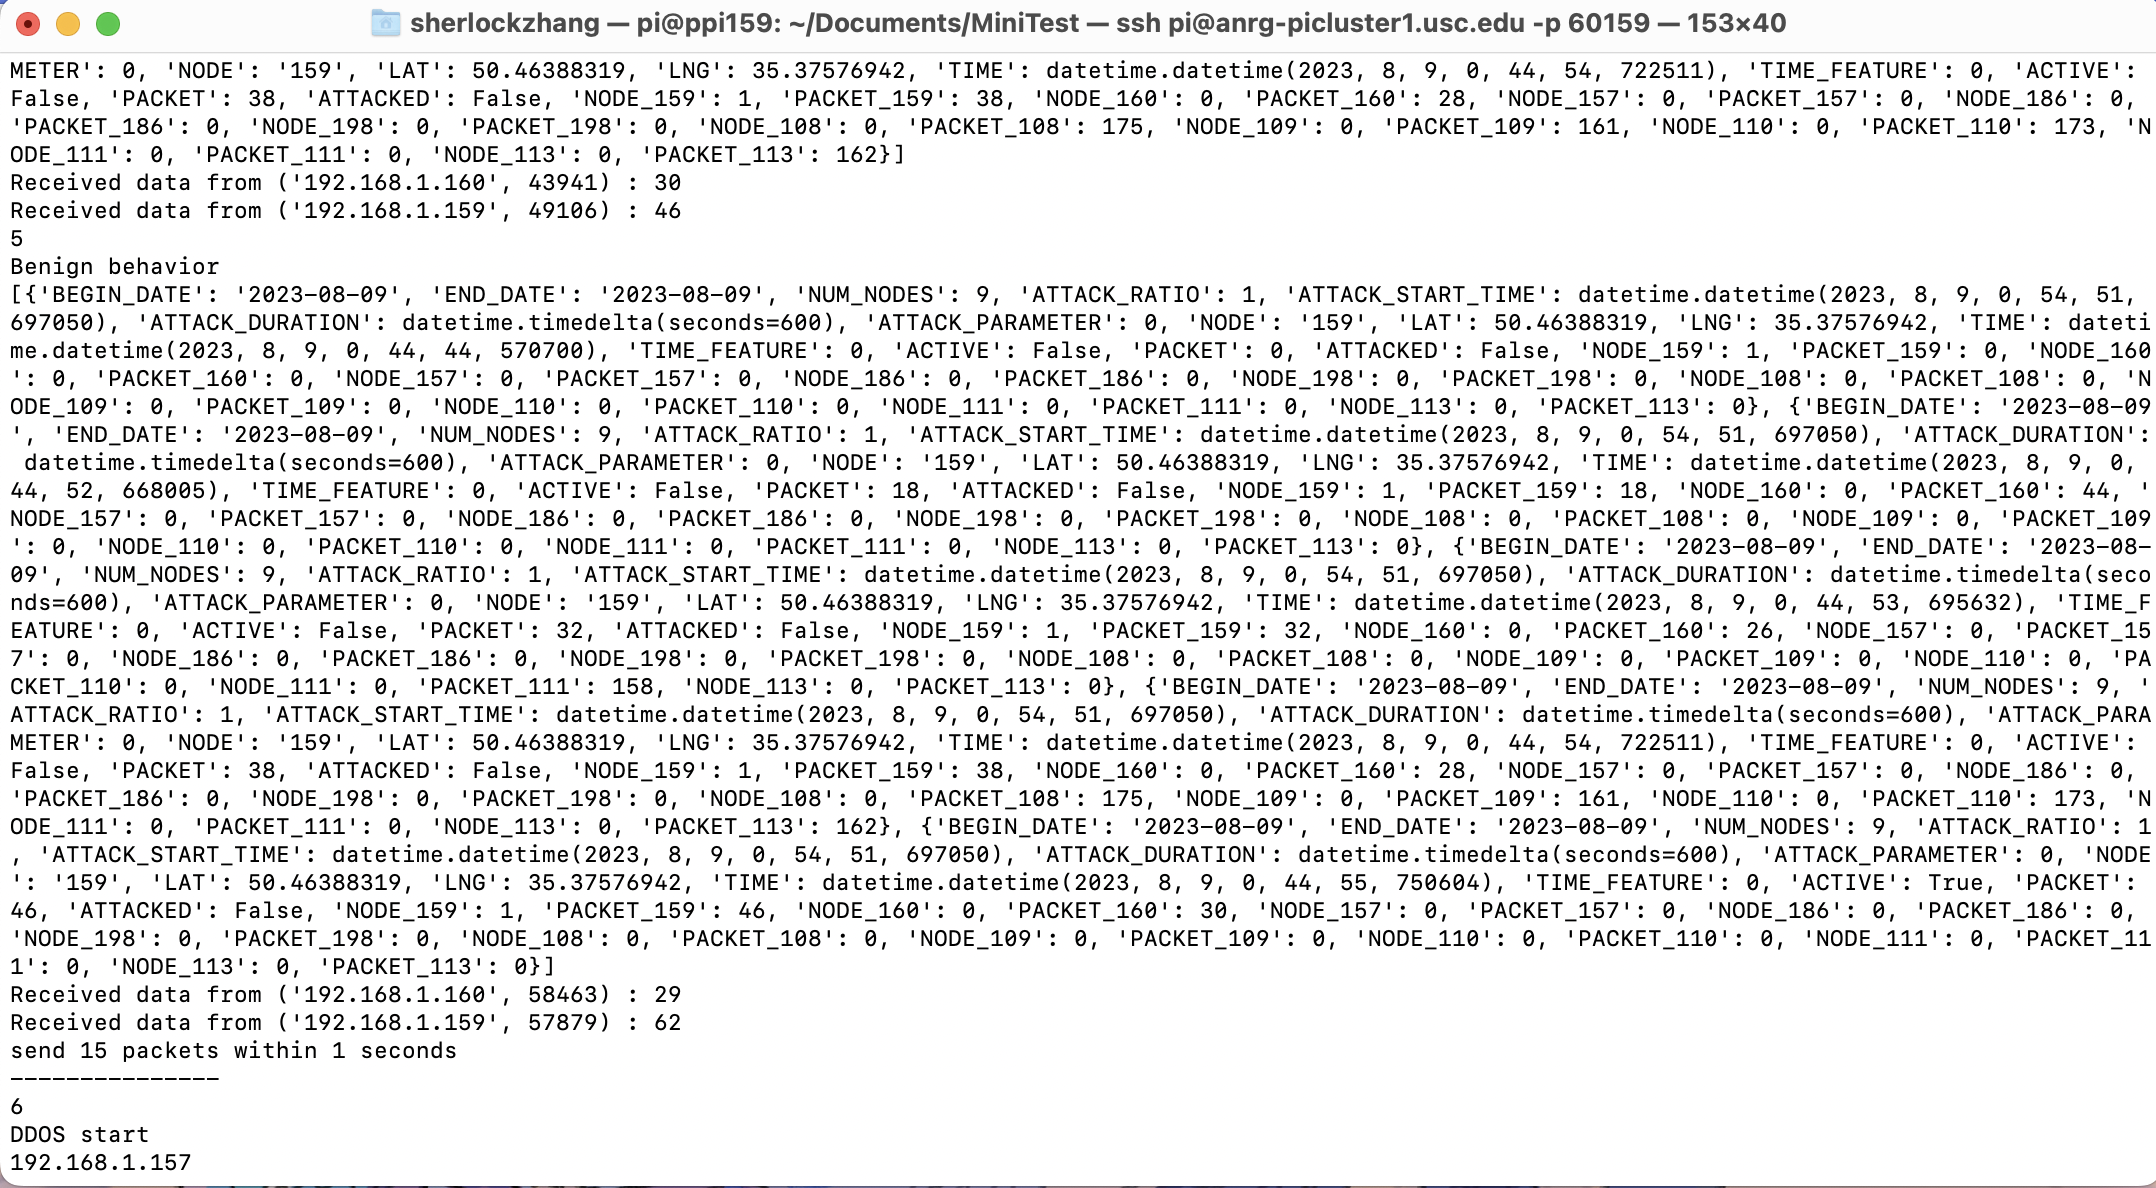 sherlockzhang — pi@ppi159: ~/Documents/MiniTest — ssh pi@anrg-picluster1.usc.edu -p 60159 — 153×40
METER': 0, 'NODE': '159', 'LAT': 50.46388319, 'LNG': 35.37576942, 'TIME': datetime.datetime(2023, 8, 9, 0, 44, 54, 722511), 'TIME_FEATURE': 0, 'ACTIVE':
False, 'PACKET': 38, 'ATTACKED': False, 'NODE_159': 1, 'PACKET_159': 38, 'NODE_160': 0, 'PACKET_160': 28, 'NODE_157': 0, 'PACKET_157': 0, 'NODE_186': 0,
'PACKET_186': 0, 'NODE_198': 0, 'PACKET_198': 0, 'NODE_108': 0, 'PACKET_108': 175, 'NODE_109': 0, 'PACKET_109': 161, 'NODE_110': 0, 'PACKET_110': 173, 'N
ODE_111': 0, 'PACKET_111': 0, 'NODE_113': 0, 'PACKET_113': 162}]
Received data from ('192.168.1.160', 43941) : 30
Received data from ('192.168.1.159', 49106) : 46
5
Benign behavior
[{'BEGIN_DATE': '2023-08-09', 'END_DATE': '2023-08-09', 'NUM_NODES': 9, 'ATTACK_RATIO': 1, 'ATTACK_START_TIME': datetime.datetime(2023, 8, 9, 0, 54, 51,
697050), 'ATTACK_DURATION': datetime.timedelta(seconds=600), 'ATTACK_PARAMETER': 0, 'NODE': '159', 'LAT': 50.46388319, 'LNG': 35.37576942, 'TIME': dateti
me.datetime(2023, 8, 9, 0, 44, 44, 570700), 'TIME_FEATURE': 0, 'ACTIVE': False, 'PACKET': 0, 'ATTACKED': False, 'NODE_159': 1, 'PACKET_159': 0, 'NODE_160
': 0, 'PACKET_160': 0, 'NODE_157': 0, 'PACKET_157': 0, 'NODE_186': 0, 'PACKET_186': 0, 'NODE_198': 0, 'PACKET_198': 0, 'NODE_108': 0, 'PACKET_108': 0, 'N
ODE_109': 0, 'PACKET_109': 0, 'NODE_110': 0, 'PACKET_110': 0, 'NODE_111': 0, 'PACKET_111': 0, 'NODE_113': 0, 'PACKET_113': 0}, {'BEGIN_DATE': '2023-08-09
', 'END_DATE': '2023-08-09', 'NUM_NODES': 9, 'ATTACK_RATIO': 1, 'ATTACK_START_TIME': datetime.datetime(2023, 8, 9, 0, 54, 51, 697050), 'ATTACK_DURATION':
 datetime.timedelta(seconds=600), 'ATTACK_PARAMETER': 0, 'NODE': '159', 'LAT': 50.46388319, 'LNG': 35.37576942, 'TIME': datetime.datetime(2023, 8, 9, 0,
44, 52, 668005), 'TIME_FEATURE': 0, 'ACTIVE': False, 'PACKET': 18, 'ATTACKED': False, 'NODE_159': 1, 'PACKET_159': 18, 'NODE_160': 0, 'PACKET_160': 44, '
NODE_157': 0, 'PACKET_157': 0, 'NODE_186': 0, 'PACKET_186': 0, 'NODE_198': 0, 'PACKET_198': 0, 'NODE_108': 0, 'PACKET_108': 0, 'NODE_109': 0, 'PACKET_109
': 0, 'NODE_110': 0, 'PACKET_110': 0, 'NODE_111': 0, 'PACKET_111': 0, 'NODE_113': 0, 'PACKET_113': 0}, {'BEGIN_DATE': '2023-08-09', 'END_DATE': '2023-08-
09', 'NUM_NODES': 9, 'ATTACK_RATIO': 1, 'ATTACK_START_TIME': datetime.datetime(2023, 8, 9, 0, 54, 51, 697050), 'ATTACK_DURATION': datetime.timedelta(seco
nds=600), 'ATTACK_PARAMETER': 0, 'NODE': '159', 'LAT': 50.46388319, 'LNG': 35.37576942, 'TIME': datetime.datetime(2023, 8, 9, 0, 44, 53, 695632), 'TIME_F
EATURE': 0, 'ACTIVE': False, 'PACKET': 32, 'ATTACKED': False, 'NODE_159': 1, 'PACKET_159': 32, 'NODE_160': 0, 'PACKET_160': 26, 'NODE_157': 0, 'PACKET_15
7': 0, 'NODE_186': 0, 'PACKET_186': 0, 'NODE_198': 0, 'PACKET_198': 0, 'NODE_108': 0, 'PACKET_108': 0, 'NODE_109': 0, 'PACKET_109': 0, 'NODE_110': 0, 'PA
CKET_110': 0, 'NODE_111': 0, 'PACKET_111': 158, 'NODE_113': 0, 'PACKET_113': 0}, {'BEGIN_DATE': '2023-08-09', 'END_DATE': '2023-08-09', 'NUM_NODES': 9, '
ATTACK_RATIO': 1, 'ATTACK_START_TIME': datetime.datetime(2023, 8, 9, 0, 54, 51, 697050), 'ATTACK_DURATION': datetime.timedelta(seconds=600), 'ATTACK_PARA
METER': 0, 'NODE': '159', 'LAT': 50.46388319, 'LNG': 35.37576942, 'TIME': datetime.datetime(2023, 8, 9, 0, 44, 54, 722511), 'TIME_FEATURE': 0, 'ACTIVE':
False, 'PACKET': 38, 'ATTACKED': False, 'NODE_159': 1, 'PACKET_159': 38, 'NODE_160': 0, 'PACKET_160': 28, 'NODE_157': 0, 'PACKET_157': 0, 'NODE_186': 0,
'PACKET_186': 0, 'NODE_198': 0, 'PACKET_198': 0, 'NODE_108': 0, 'PACKET_108': 175, 'NODE_109': 0, 'PACKET_109': 161, 'NODE_110': 0, 'PACKET_110': 173, 'N
ODE_111': 0, 'PACKET_111': 0, 'NODE_113': 0, 'PACKET_113': 162}, {'BEGIN_DATE': '2023-08-09', 'END_DATE': '2023-08-09', 'NUM_NODES': 9, 'ATTACK_RATIO': 1
, 'ATTACK_START_TIME': datetime.datetime(2023, 8, 9, 0, 54, 51, 697050), 'ATTACK_DURATION': datetime.timedelta(seconds=600), 'ATTACK_PARAMETER': 0, 'NODE
': '159', 'LAT': 50.46388319, 'LNG': 35.37576942, 'TIME': datetime.datetime(2023, 8, 9, 0, 44, 55, 750604), 'TIME_FEATURE': 0, 'ACTIVE': True, 'PACKET':
46, 'ATTACKED': False, 'NODE_159': 1, 'PACKET_159': 46, 'NODE_160': 0, 'PACKET_160': 30, 'NODE_157': 0, 'PACKET_157': 0, 'NODE_186': 0, 'PACKET_186': 0,
'NODE_198': 0, 'PACKET_198': 0, 'NODE_108': 0, 'PACKET_108': 0, 'NODE_109': 0, 'PACKET_109': 0, 'NODE_110': 0, 'PACKET_110': 0, 'NODE_111': 0, 'PACKET_11
1': 0, 'NODE_113': 0, 'PACKET_113': 0}]
Received data from ('192.168.1.160', 58463) : 29
Received data from ('192.168.1.159', 57879) : 62
send 15 packets within 1 seconds
---------------
6
DDOS start
192.168.1.157